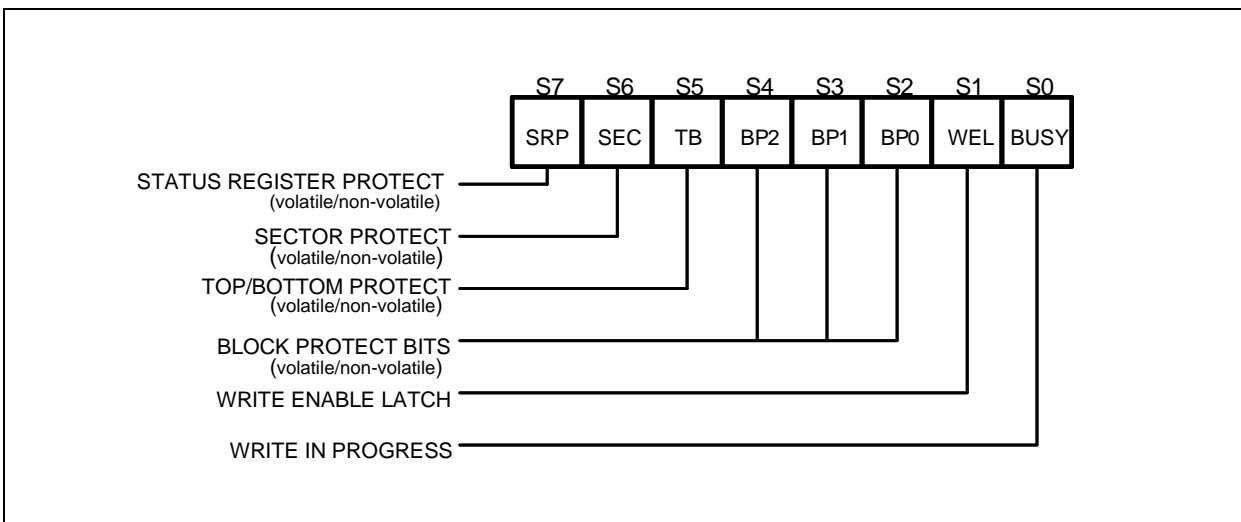 S7 S6 S5 S4 S3 S2 S1 S0
SRP SEC TB BP2 BP1 BP0 WEL BUSY
STATUS REGISTER PROTECT
(volatile/non-volatile)
SECTOR PROTECT
(volatile/non-volatile)
TOP/BOTTOM PROTECT
(volatile/non-volatile)
BLOCK PROTECT BITS
(volatile/non-volatile)
WRITE ENABLE LATCH
WRITE IN PROGRESS